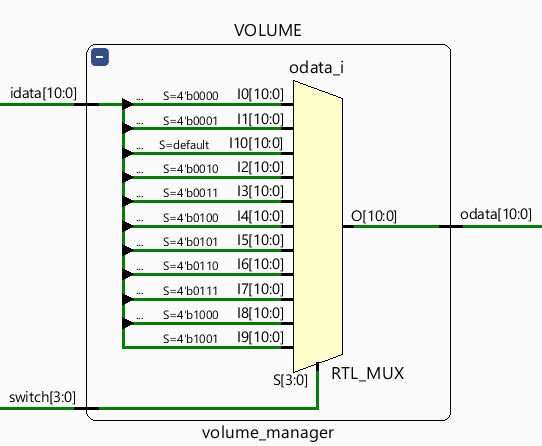 VOLUME
odata_i
idata[10:0]
... S=4'b0000 I0[10:0]
... S=4'b0001 I1[10:0]
... S=default I10[10:0]
... S=4'b0010 I2[10:0]
... S=4'b0011 I3[10:0]
... S=4'b0100 I4[10:0]
... S=4'b0101 I5[10:0]
... S=4'b0110 I6[10:0]
... S=4'b0111 I7[10:0]
... S=4'b1000 I8[10:0]
S=4'b1001 I9[10:0]
O[10:0]
odata[10:0]
S[3:0]
RTL_MUX
switch[3:0]
volume_manager